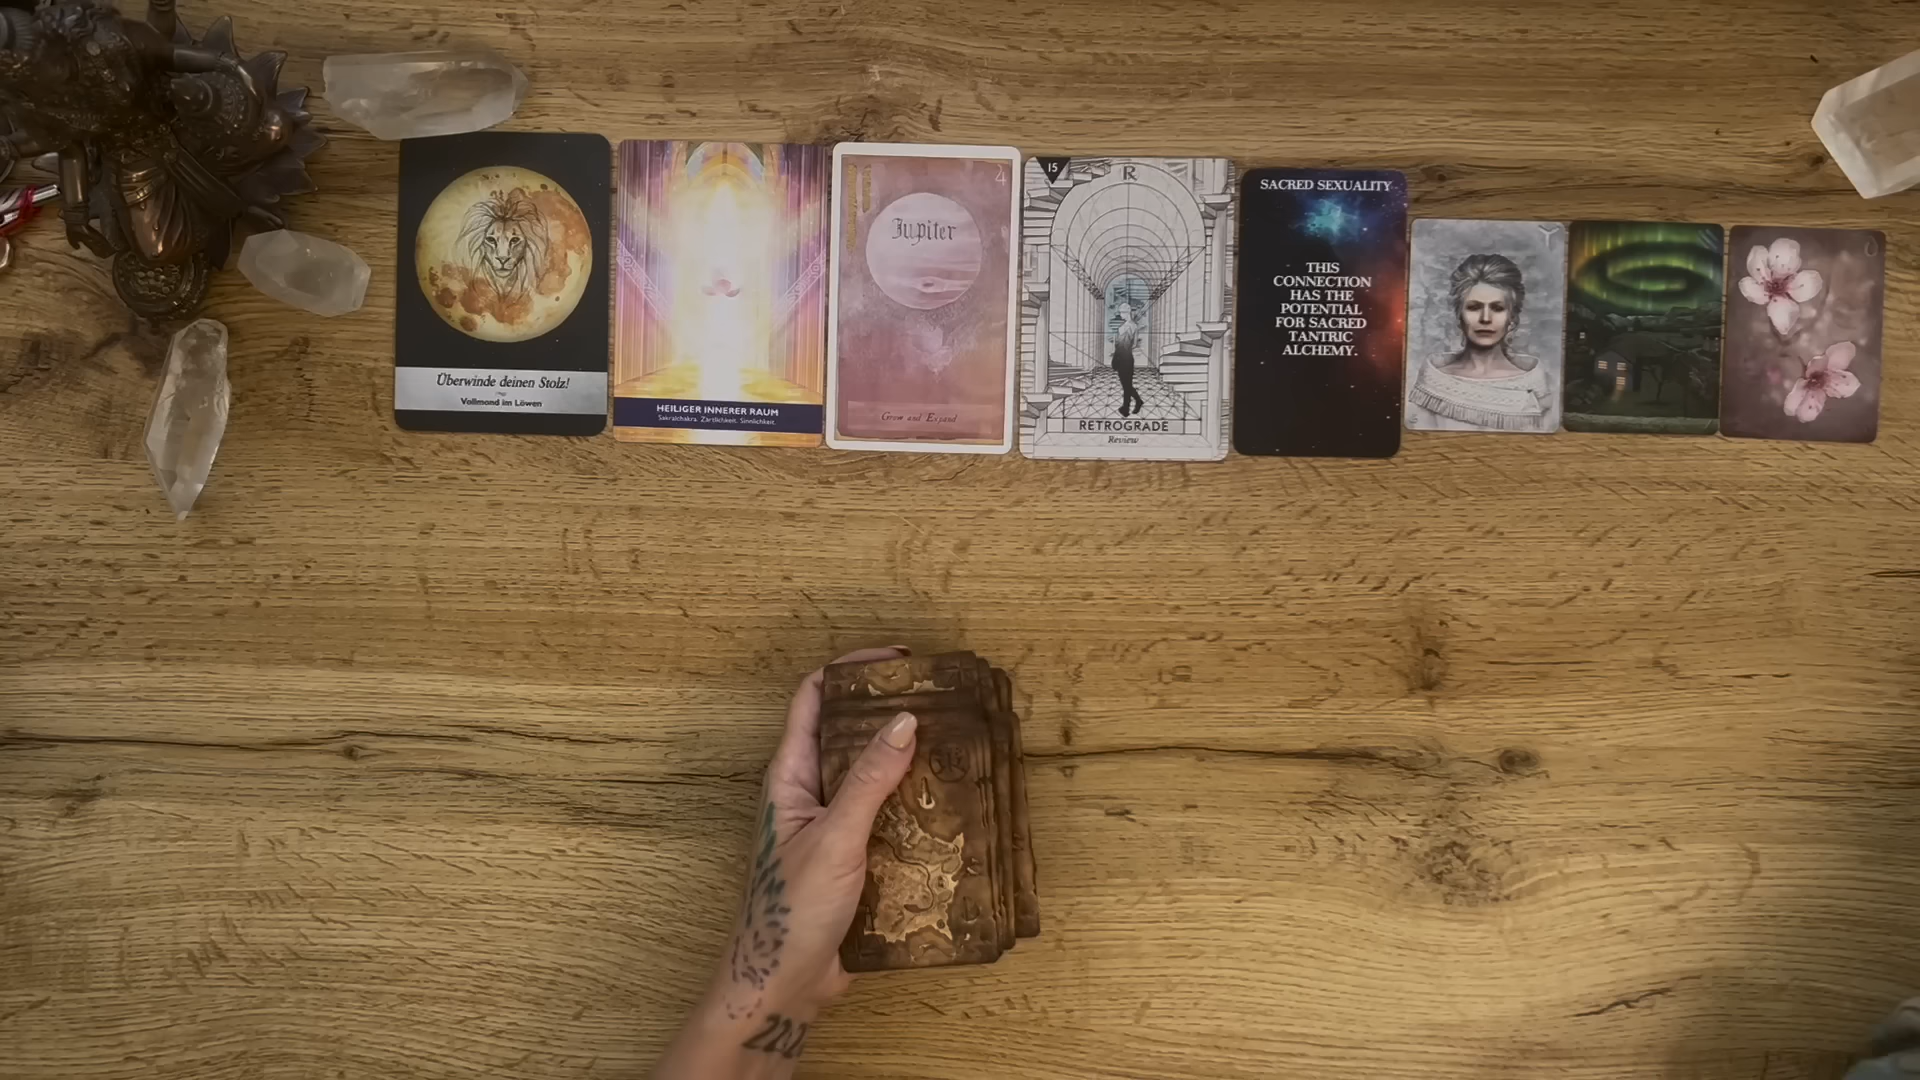 Überwinde deinen Stolz!
Vollmond im Löwen
HEILIGER INNERER RAUM
Sakralchakra. Zärtlichkeit. Sinnlichkeit.
Jupiter
Grow and Expand
15
R
RETROGRADE
Review
SACRED SEXUALITY
THIS
CONNECTION
HAS THE
POTENTIAL
FOR SACRED
TANTRIC
ALCHEMY.